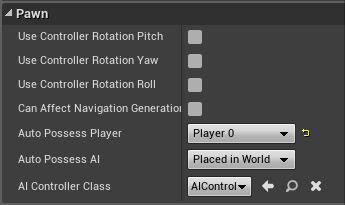 Pawn
Use Controller Rotation Pitch
Use Controller Rotation Yaw
Use Controller Rotation Roll
Can Affect Navigation Generation
Auto Possess Player Player 0
Auto Possess AI Placed in World
AI Controller Class AIControl